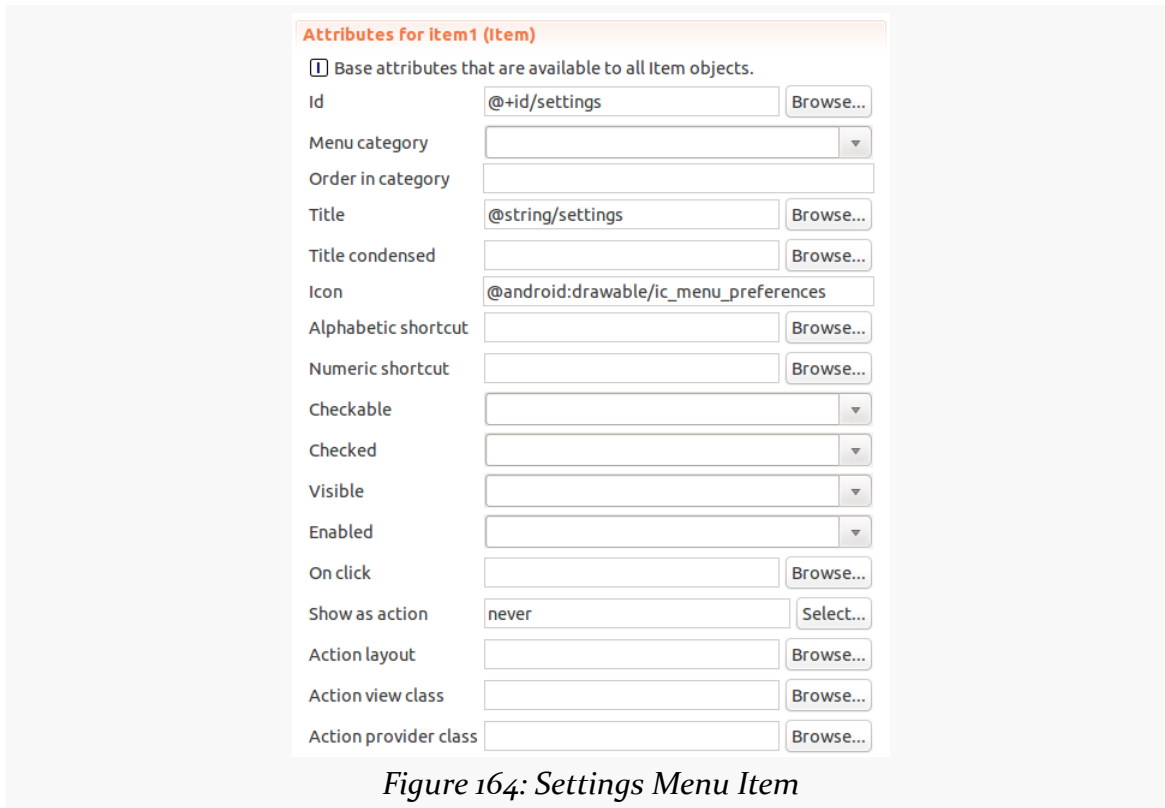 Attributes for item1 (Item)
I Base attributes that are available to all Item objects.
Id @+id/settings Browse...
Menu category
Order in category
Title @string/settings Browse...
Title condensed Browse...
Icon @android:drawable/ic_menu_preferences
Alphabetic shortcut Browse...
Numeric shortcut Browse...
Checkable
Checked
Visible
Enabled
On click Browse...
Show as action never Select...
Action layout Browse...
Action view class Browse...
Action provider class Browse...
Figure 164: Settings Menu Item